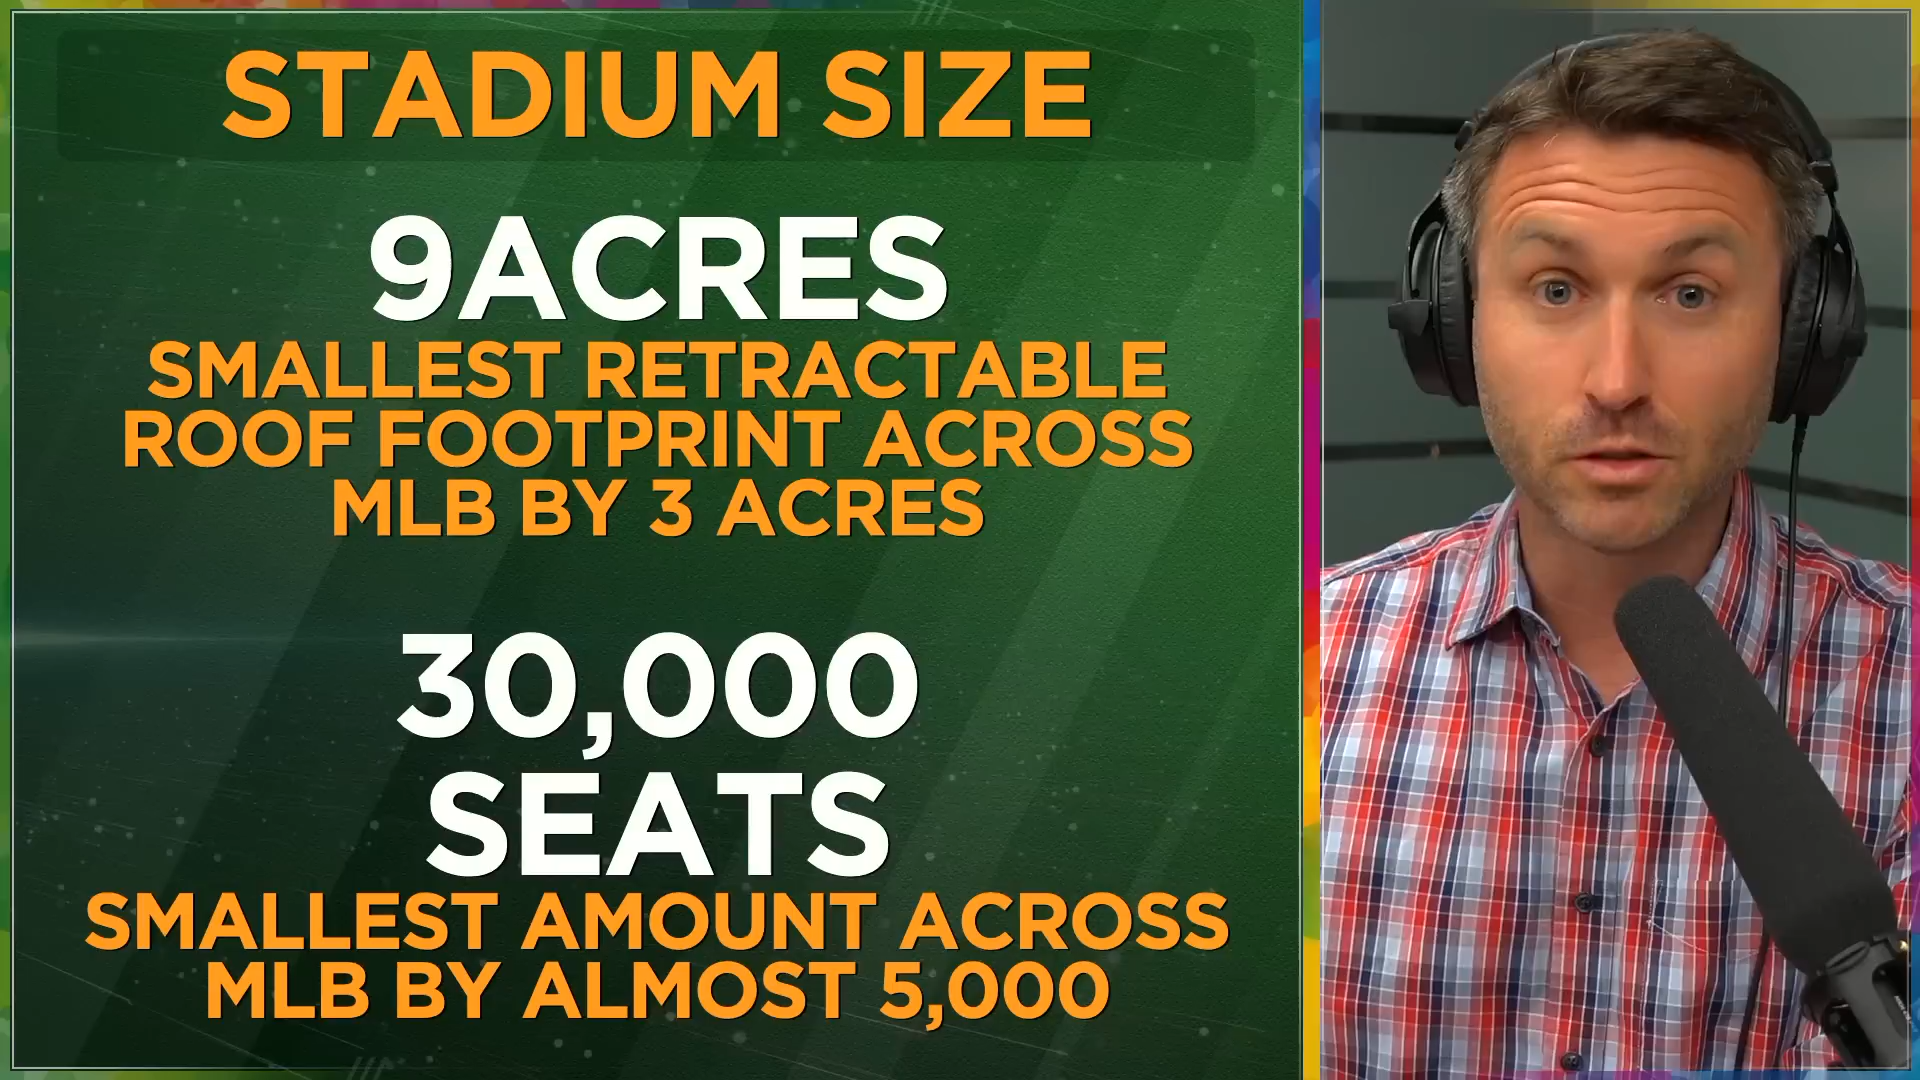 STADIUM SIZE
9ACRES
SMALLEST RETRACTABLE
ROOF FOOTPRINT ACROSS
MLB BY 3 ACRES
30,000
SEATS
SMALLEST AMOUNT ACROSS
MLB BY ALMOST 5,000